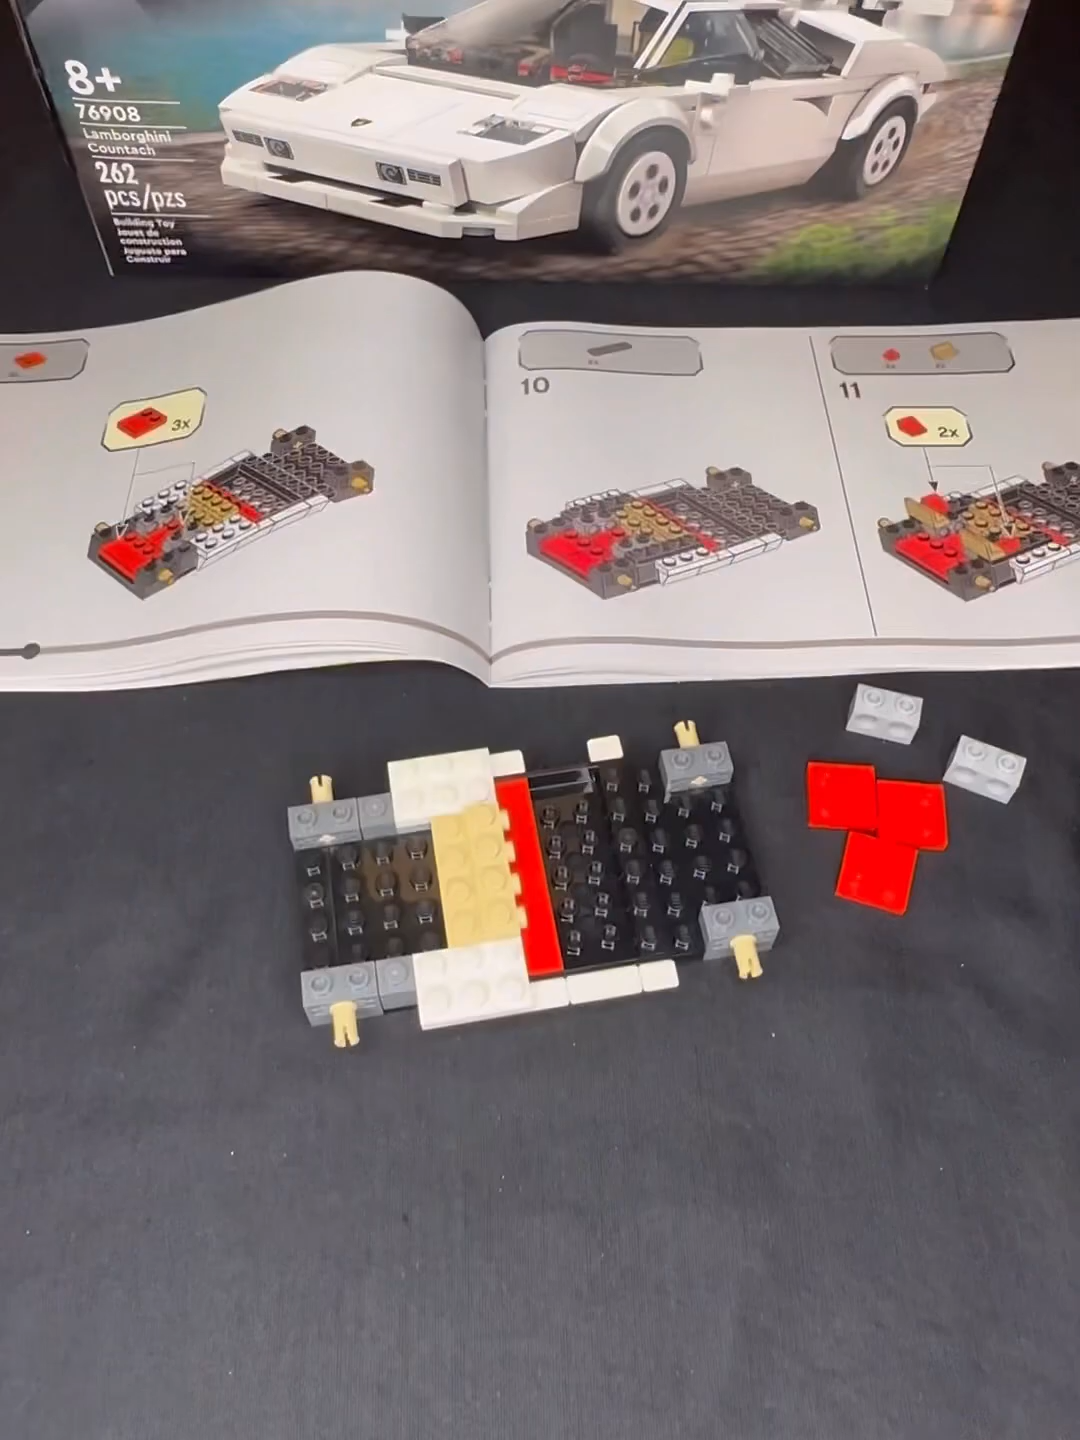 8+
76908
Lamborghini
Countach
262
pcs/pzs
Building Toy
Jouet de
construction
Juguete para
Construir
3x
10
11
2x